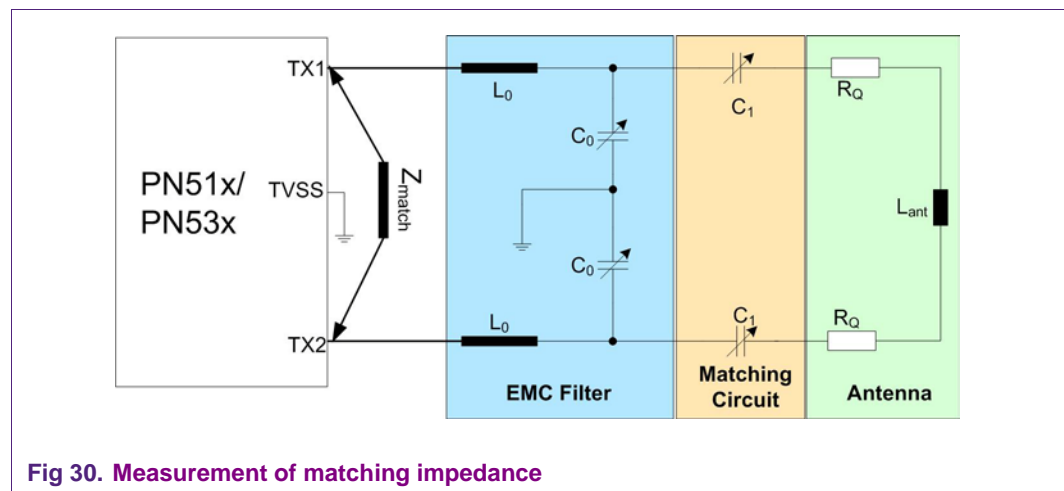 TX1
L0
C1
RQ
C0
PN51x/
PN53x
TVSS
Zmatch
Lant
C0
TX2
L0
C1
RQ
EMC Filter
Matching
Circuit
Antenna
Fig 30. Measurement of matching impedance